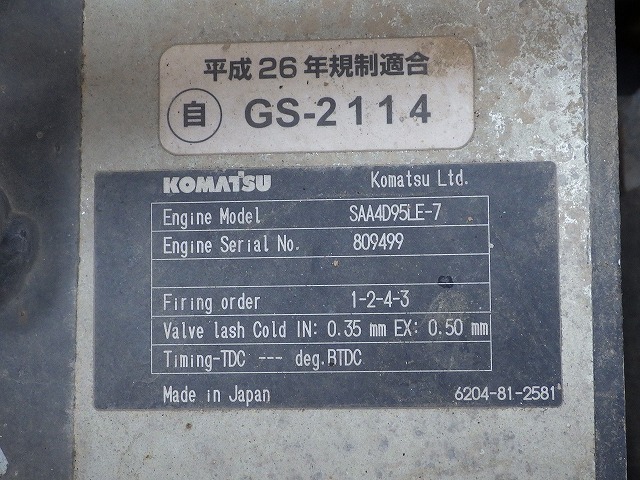 平成26年規制適合
自 GS-2114
KOMATSU Komatsu Ltd.
Engine Model SAA4D95LE-7
Engine Serial No. 809499
Firing order 1-2-4-3
Valve lash Cold IN: 0.35 mm EX: 0.50 mm
Timing-TDC --- deg.BTDC
Made in Japan 6204-81-2581